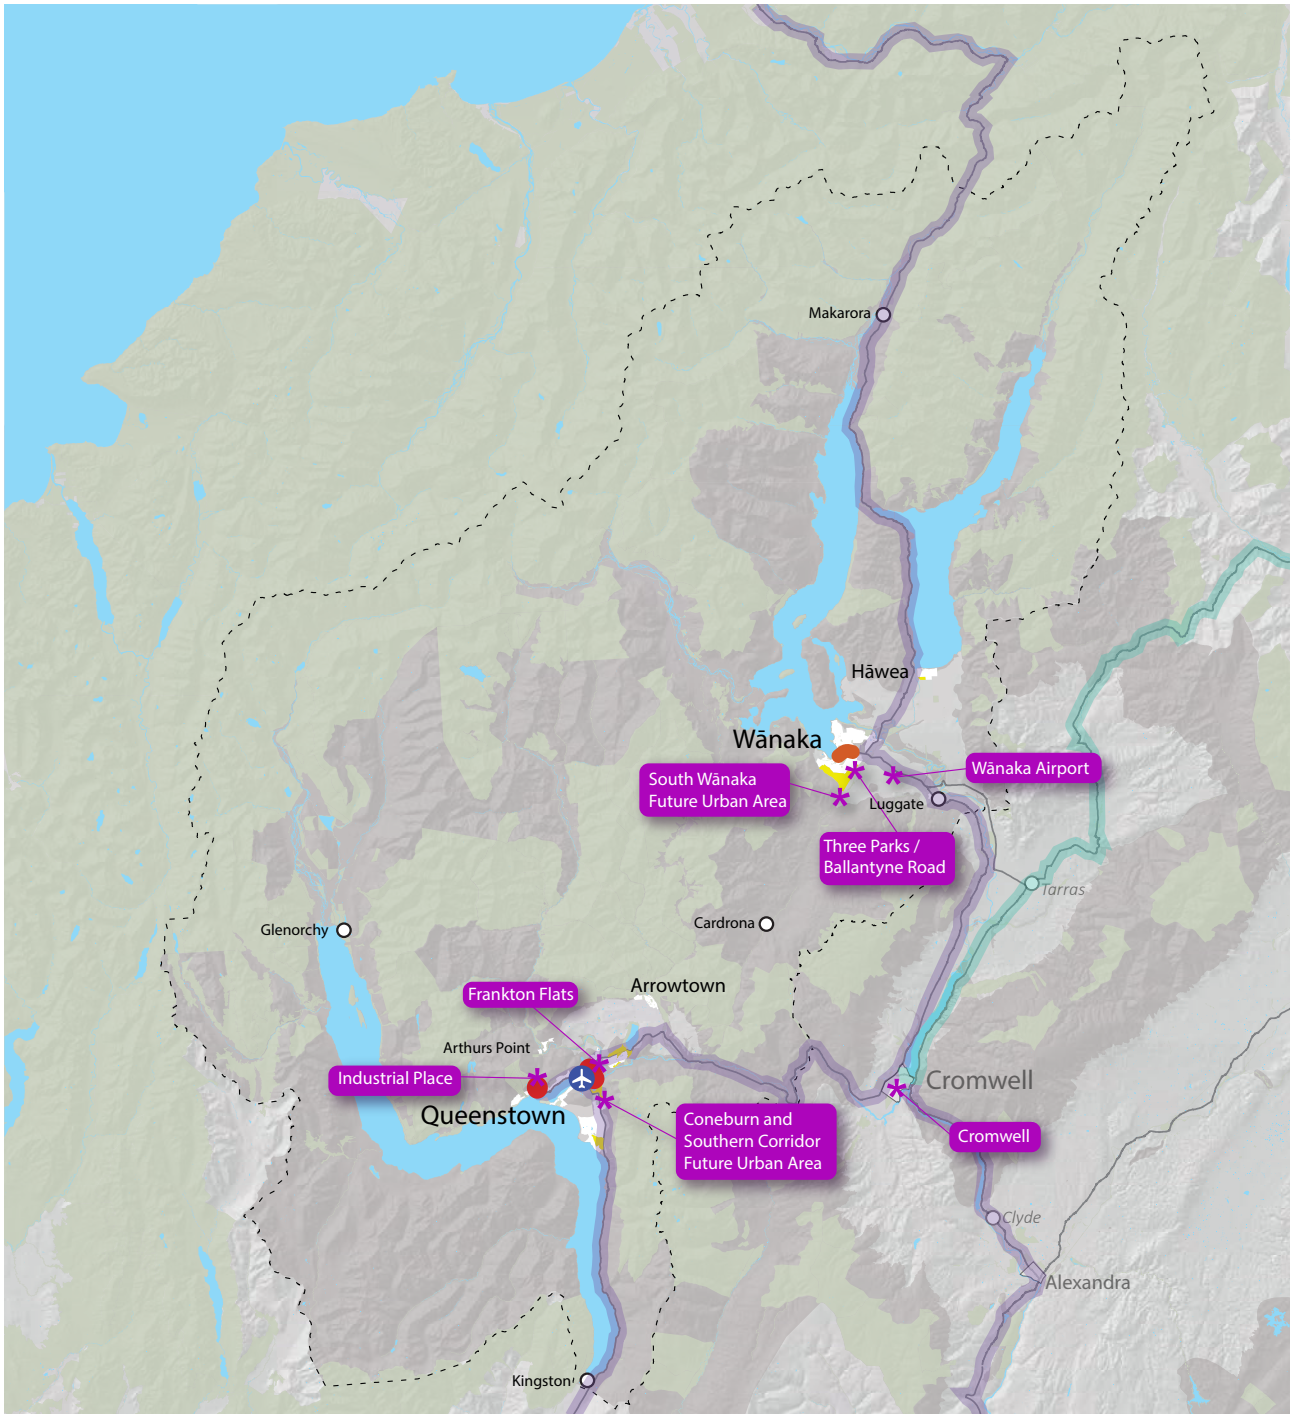 Makarora
Hāwea
Wānaka
Wānaka Airport
South Wānaka
Future Urban Area
Luggate
Three Parks /
Ballantyne Road
Tarras
Cardrona
Glenorchy
Arrowtown
Frankton Flats
Arthurs Point
Industrial Place
Cromwell
Queenstown
Coneburn and
Southern Corridor
Future Urban Area
Cromwell
Clyde
Alexandra
Kingston